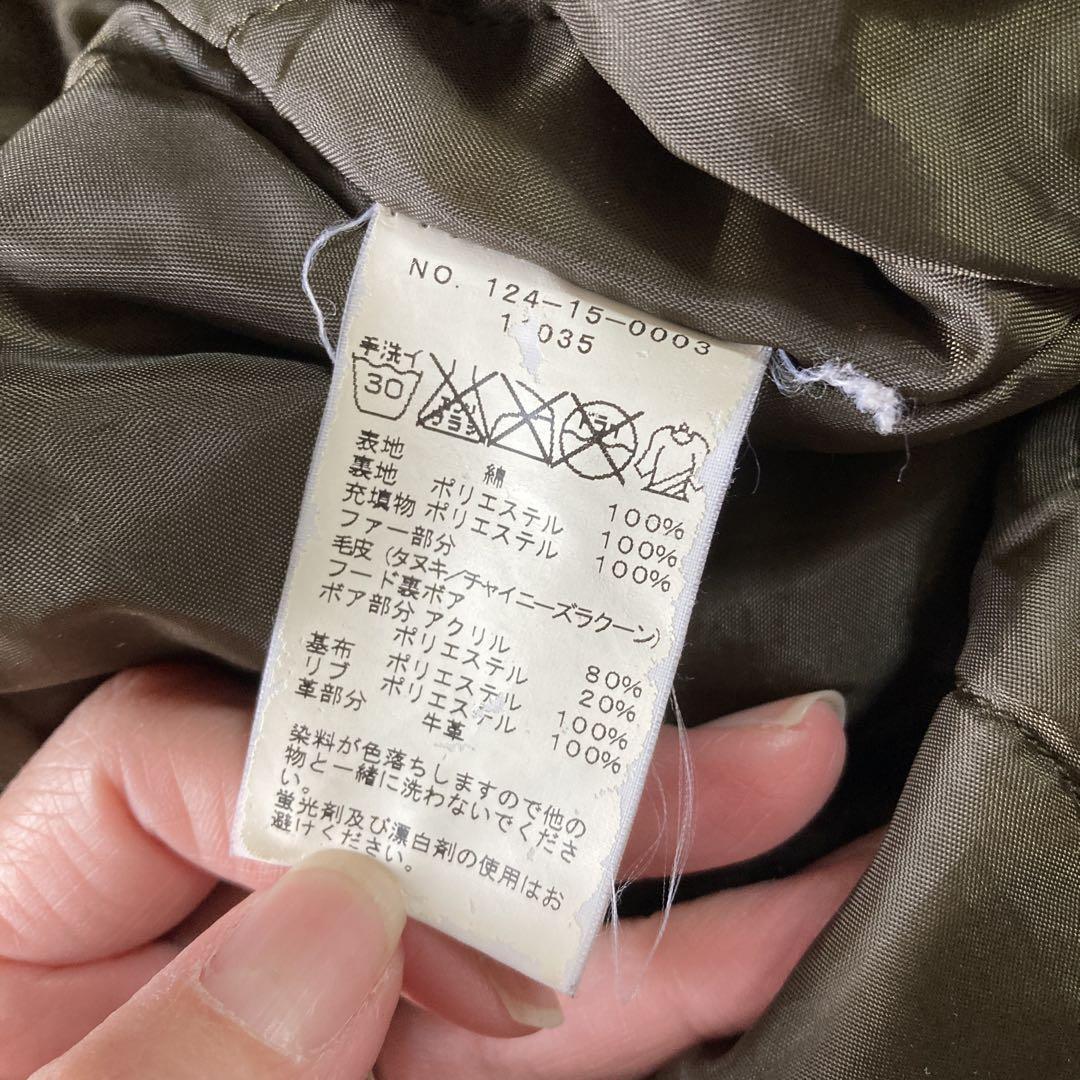 NO. 124-15-0003
035
手洗イ
30
ドライ
表地 綿 100%
裏地 ポリエステル 100%
充填物 ポリエステル 100%
ファー部分
毛皮 (タヌキ/チャイニーズラクーン)
フード裏ボア
ボア部分 アクリル 80%
ポリエステル 20%
基布 ポリエステル 100%
リブ ポリエステル 100%
革部分 牛革
染料が色落ちしますので他の
物と一緒に洗わないでくださ
い。
蛍光剤及び漂白剤の使用はお
避けください。